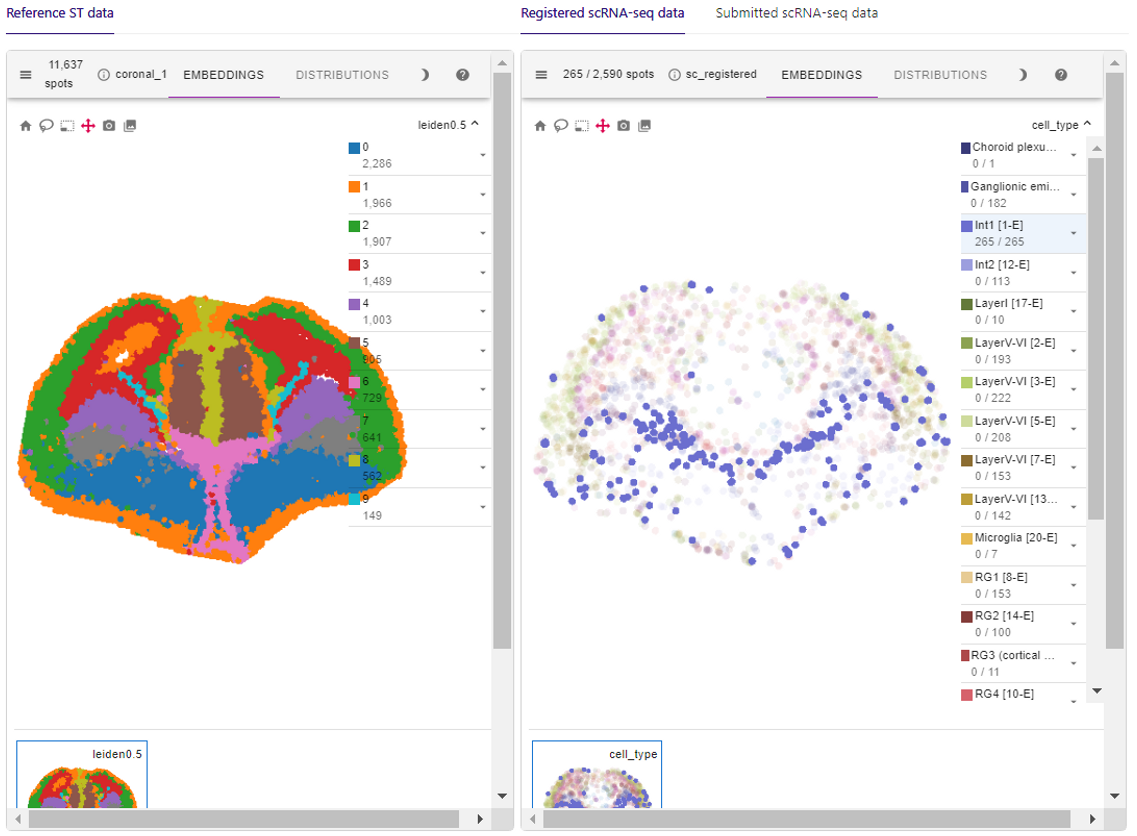 Reference ST data
Registered scRNA-seq data
Submitted scRNA-seq data
11,637
spots
coronal_1
EMBEDDINGS
DISTRIBUTIONS
leiden0.5
0
2,286
1
1,966
2
1,907
3
1,489
4
1,003
5
905
6
729
7
641
8
562
9
149
leiden0.5
265 / 2,590 spots
sc_registered
EMBEDDINGS
DISTRIBUTIONS
cell_type
Choroid plexu...
0 / 1
Ganglionic emi...
0 / 182
Int1 [1-E]
265 / 265
Int2 [12-E]
0 / 113
LayerI [17-E]
0 / 10
LayerV-VI [2-E]
0 / 193
LayerV-VI [3-E]
0 / 222
LayerV-VI [5-E]
0 / 208
LayerV-VI [7-E]
0 / 153
LayerV-VI [13...
0 / 142
Microglia [20-E]
0 / 7
RG1 [8-E]
0 / 153
RG2 [14-E]
0 / 100
RG3 (cortical ...
0 / 11
RG4 [10-E]
cell_type